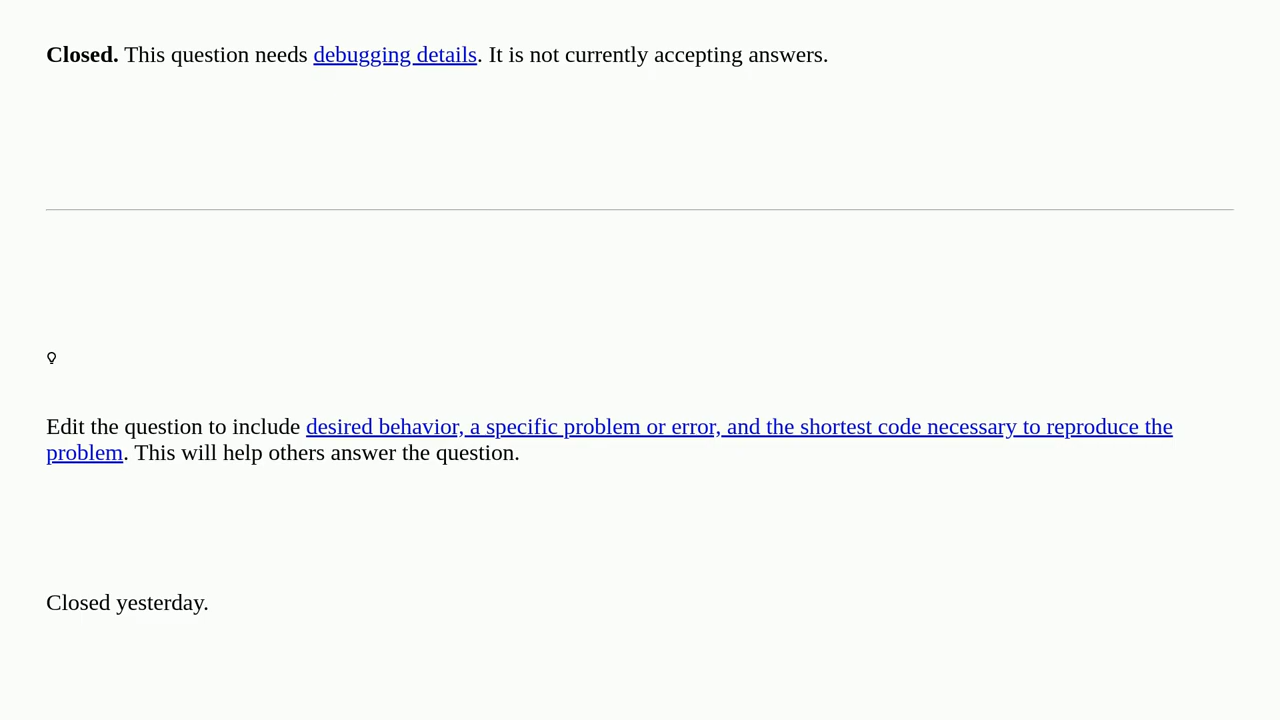 Closed. This question needs debugging details. It is not currently accepting answers.
Edit the question to include desired behavior, a specific problem or error, and the shortest code necessary to reproduce the
problem. This will help others answer the question.
Closed yesterday.